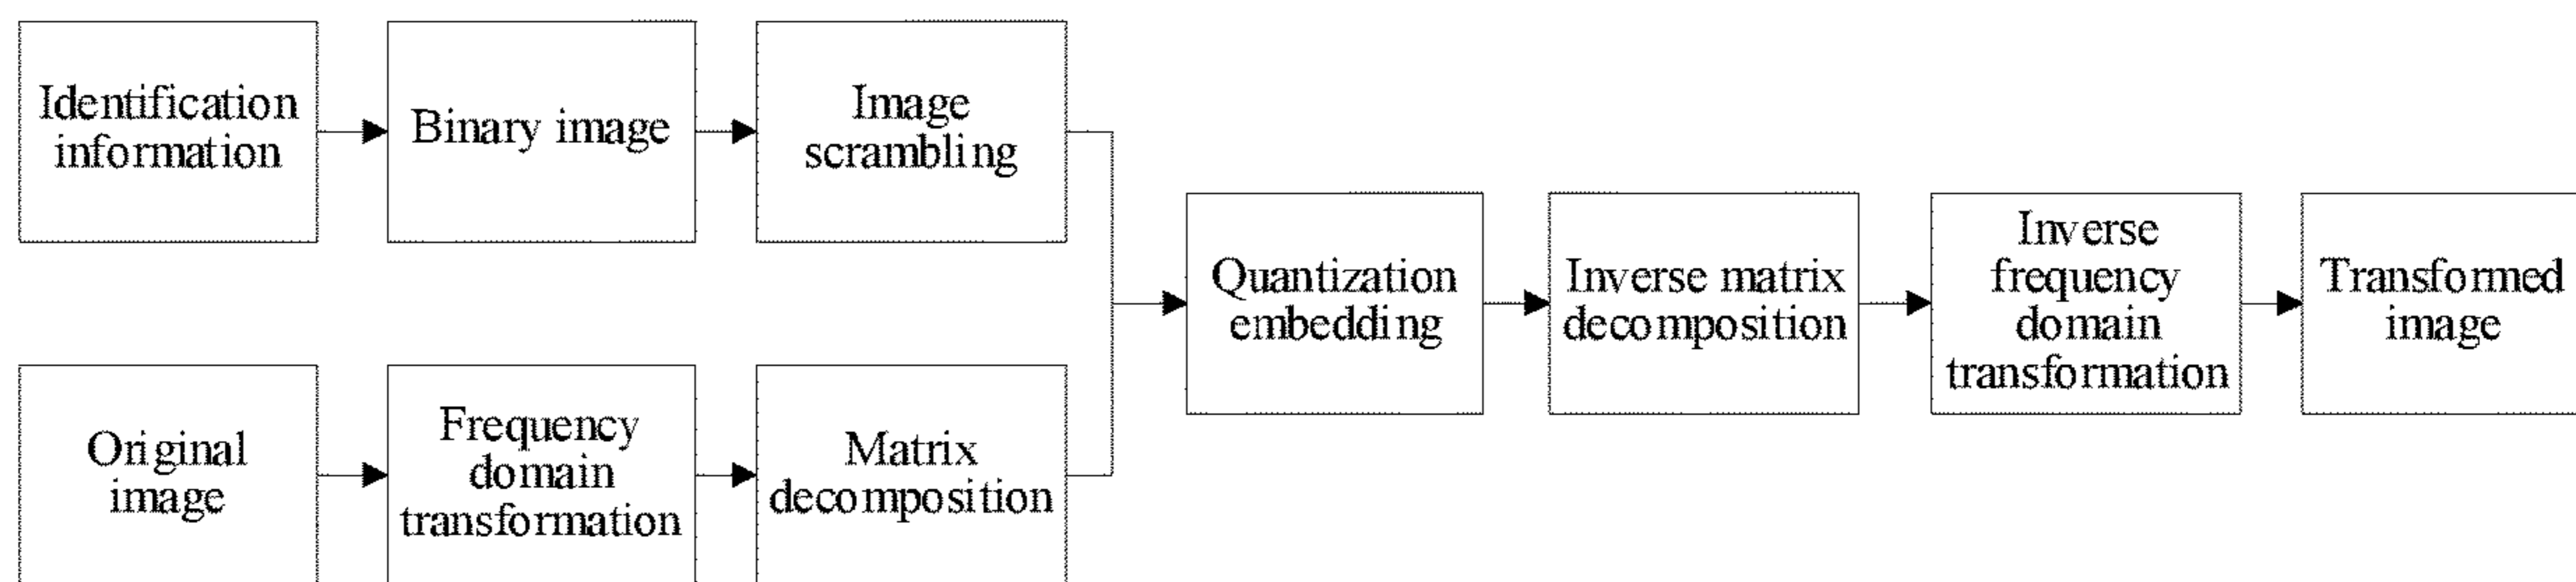 Identification
information
Binary image
Image
scrambling
Original
image
Frequency
domain
transformation
Matrix
decomposition
Quantization
embedding
Inverse matrix
decomposition
Inverse
frequency
domain
transformation
Transformed
image